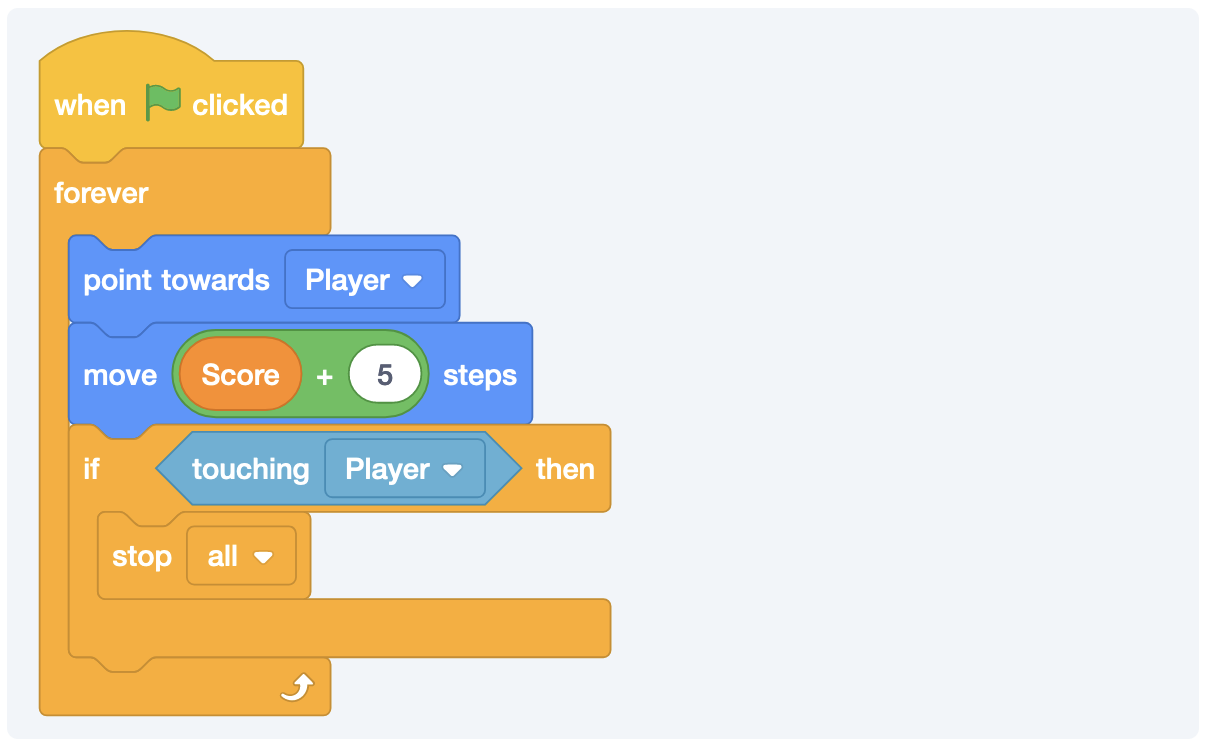 when clicked
forever
point towards Player
move Score + 5 steps
if touching Player then
stop all